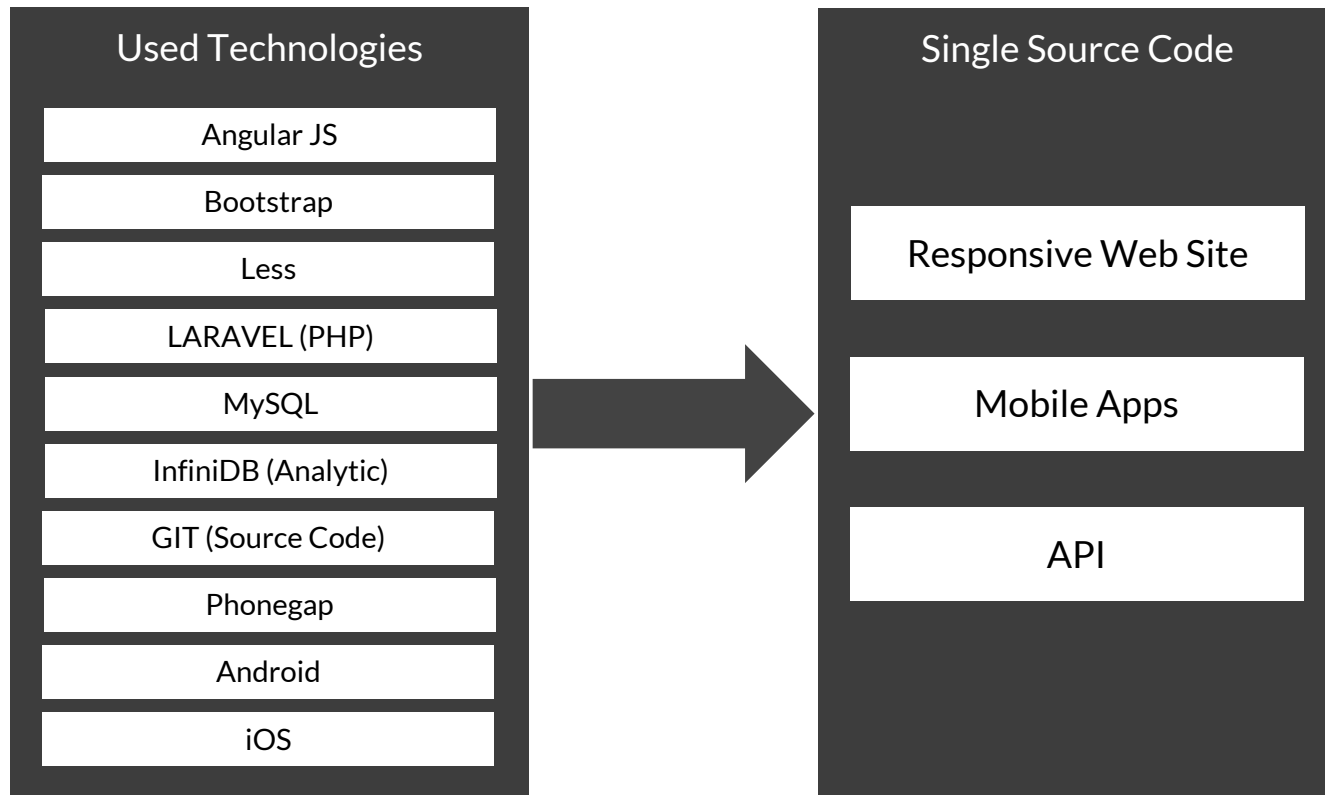 Used Technologies
Angular JS
Bootstrap
Less
LARAVEL (PHP)
MySQL
InfiniDB (Analytic)
GIT (Source Code)
Phonegap
Android
iOS
Single Source Code
Responsive Web Site
Mobile Apps
API